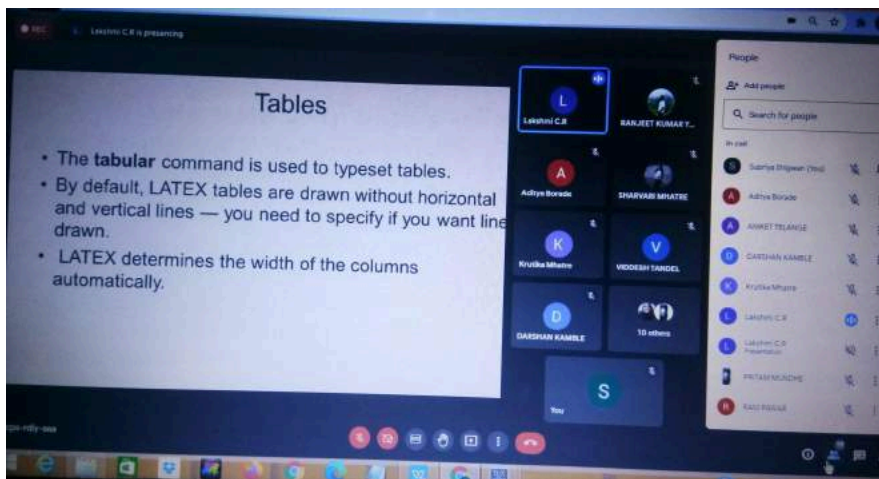 REC
Lakshmi C.R is presenting
Tables
• The tabular command is used to typeset tables.
• By default, LATEX tables are drawn without horizontal
and vertical lines — you need to specify if you want line
drawn.
• LATEX determines the width of the columns
automatically.
Lakshmi C.R
RANJEET KUMAR Y...
Aditya Borade
SHARVARI MHATRE
Krutika Mhatre
VIDDESH TANDEL
DARSHAN KAMBLE
10 others
You
L
A
K
V
D
S
People
Add people
Search for people
In call
(You)
Aditya Borade
ANIKET TELANGE
DARSHAN KAMBLE
Krutika Mhatre
Lakshmi C.R
Lakshmi C.R
Presentation